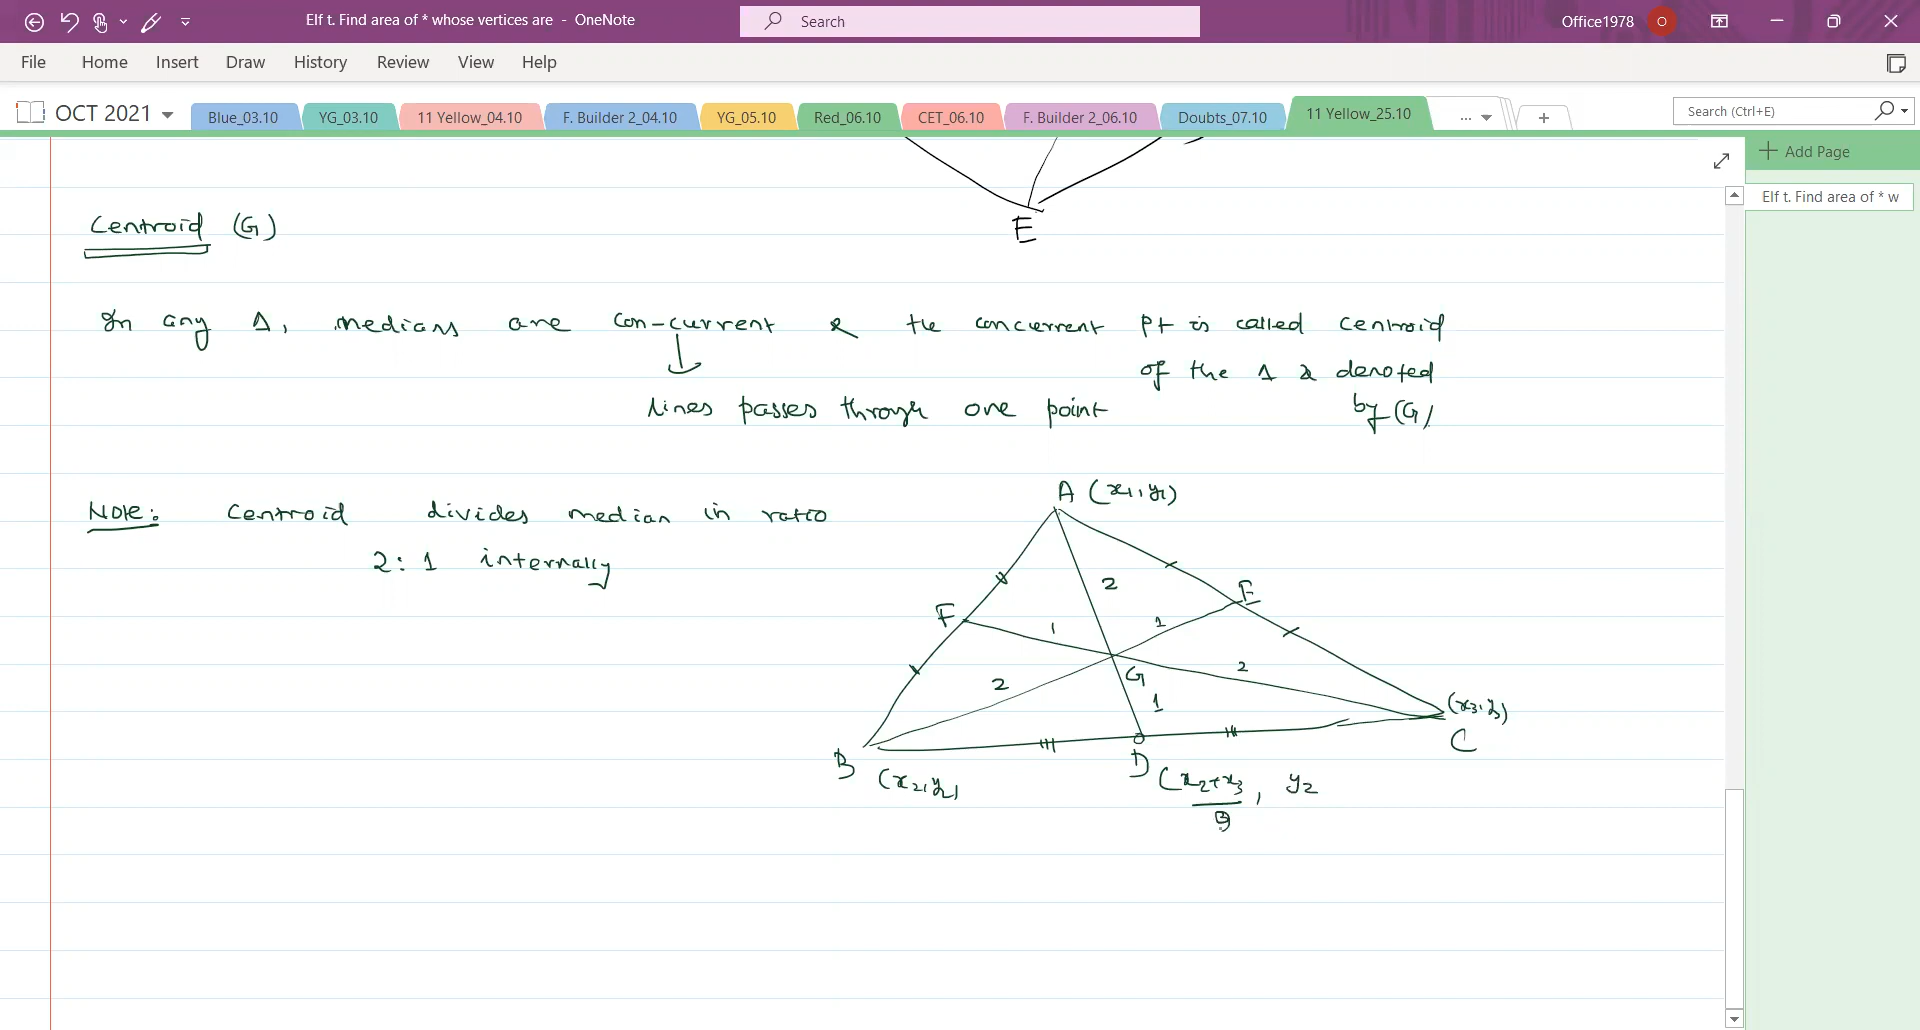 Elf t. Find area of * whose vertices are - OneNote
Search
Office1978
O
File Home Insert Draw History Review View Help
OCT 2021
Blue_03.10 YG_03.10 11 Yellow_04.10 F. Builder 2_04.10 YG_05.10 Red_06.10 CET_06.10 F. Builder 2_06.10 Doubts_07.10 11 Yellow_25.10 ... +
Search (Ctrl+E)
Add Page
Elf t. Find area of * w
E
Centroid (G)
In any Δ, medians are con-current & the concurrent pt is called centroid
of the Δ & denoted
lines passes through one point
by (G)
Note: Centroid divides median in ratio
2:1 internally
A (x1, y1)
2
E
F
1
1
2
2
G
1
(x3, y3)
C
B
(x2, y2)
D
(x2+x3, y2